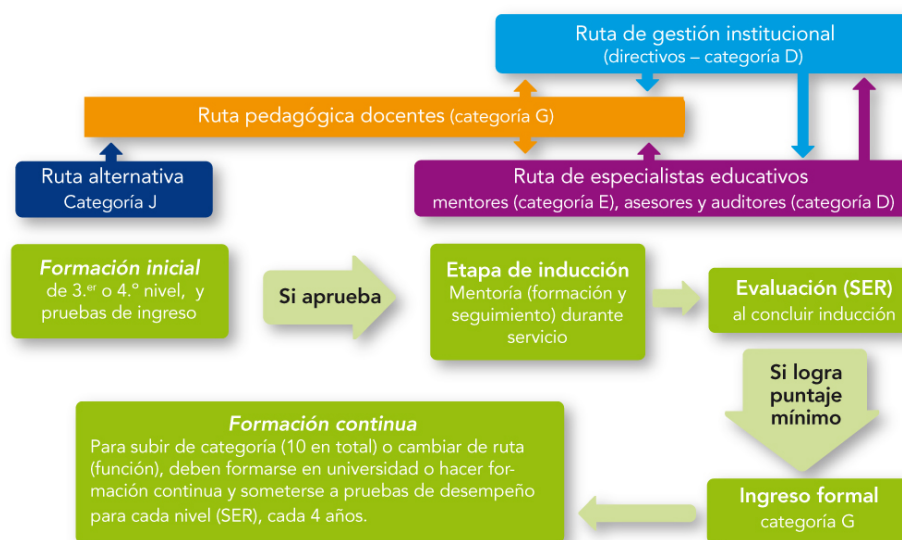 Ruta de gestión institucional
(directivos – categoría D)
Ruta pedagógica docentes (categoría G)
Ruta alternativa
Categoría J
Ruta de especialistas educativos
mentores (categoría E), asesores y auditores (categoría D)
Formación inicial
de 3.er o 4.º nivel, y
pruebas de ingreso
Si aprueba
Etapa de inducción
Mentoría (formación y
seguimiento) durante
servicio
Evaluación (SER)
al concluir inducción
Si logra
puntaje
mínimo
Formación continua
Para subir de categoría (10 en total) o cambiar de ruta
(función), deben formarse en universidad o hacer for-
mación continua y someterse a pruebas de desempeño
para cada nivel (SER), cada 4 años.
Ingreso formal
categoría G